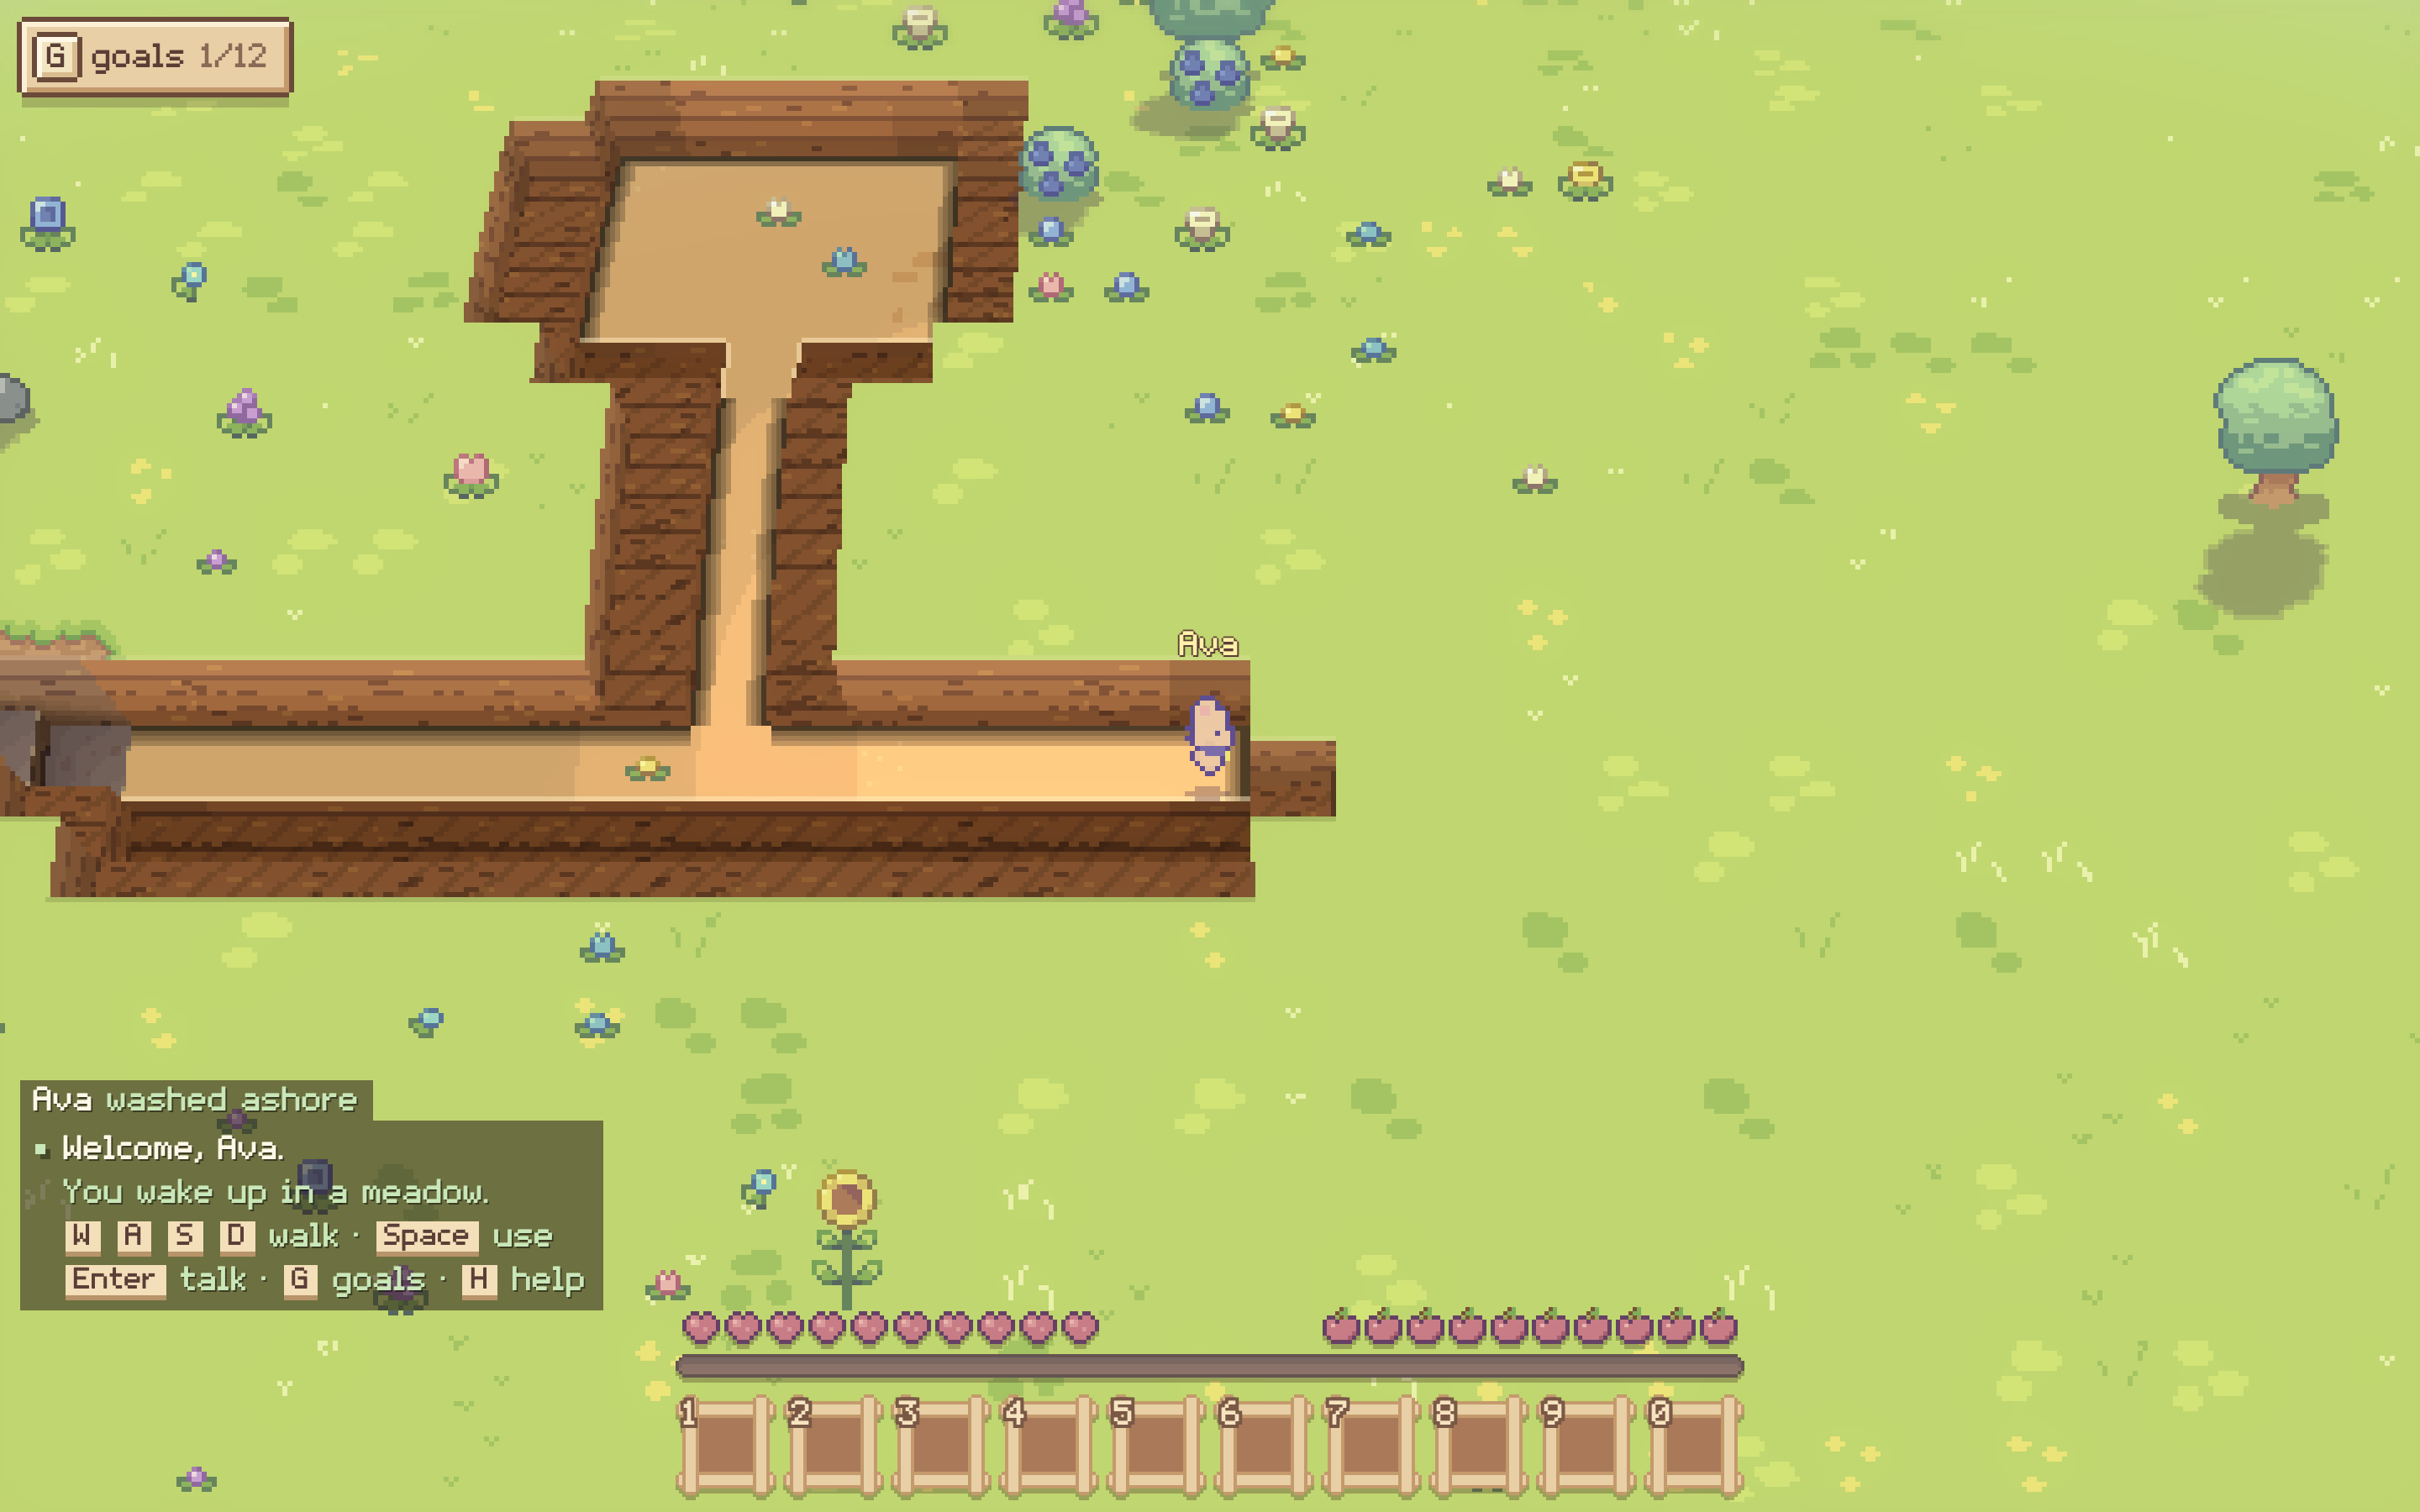 G goals 1/12
Ava
Ava washed ashore
Welcome, Ava.
You wake up in a meadow.
W A S D walk · Space use
Enter talk · G goals · H help
1 2 3 4 5 6 7 8 9 0